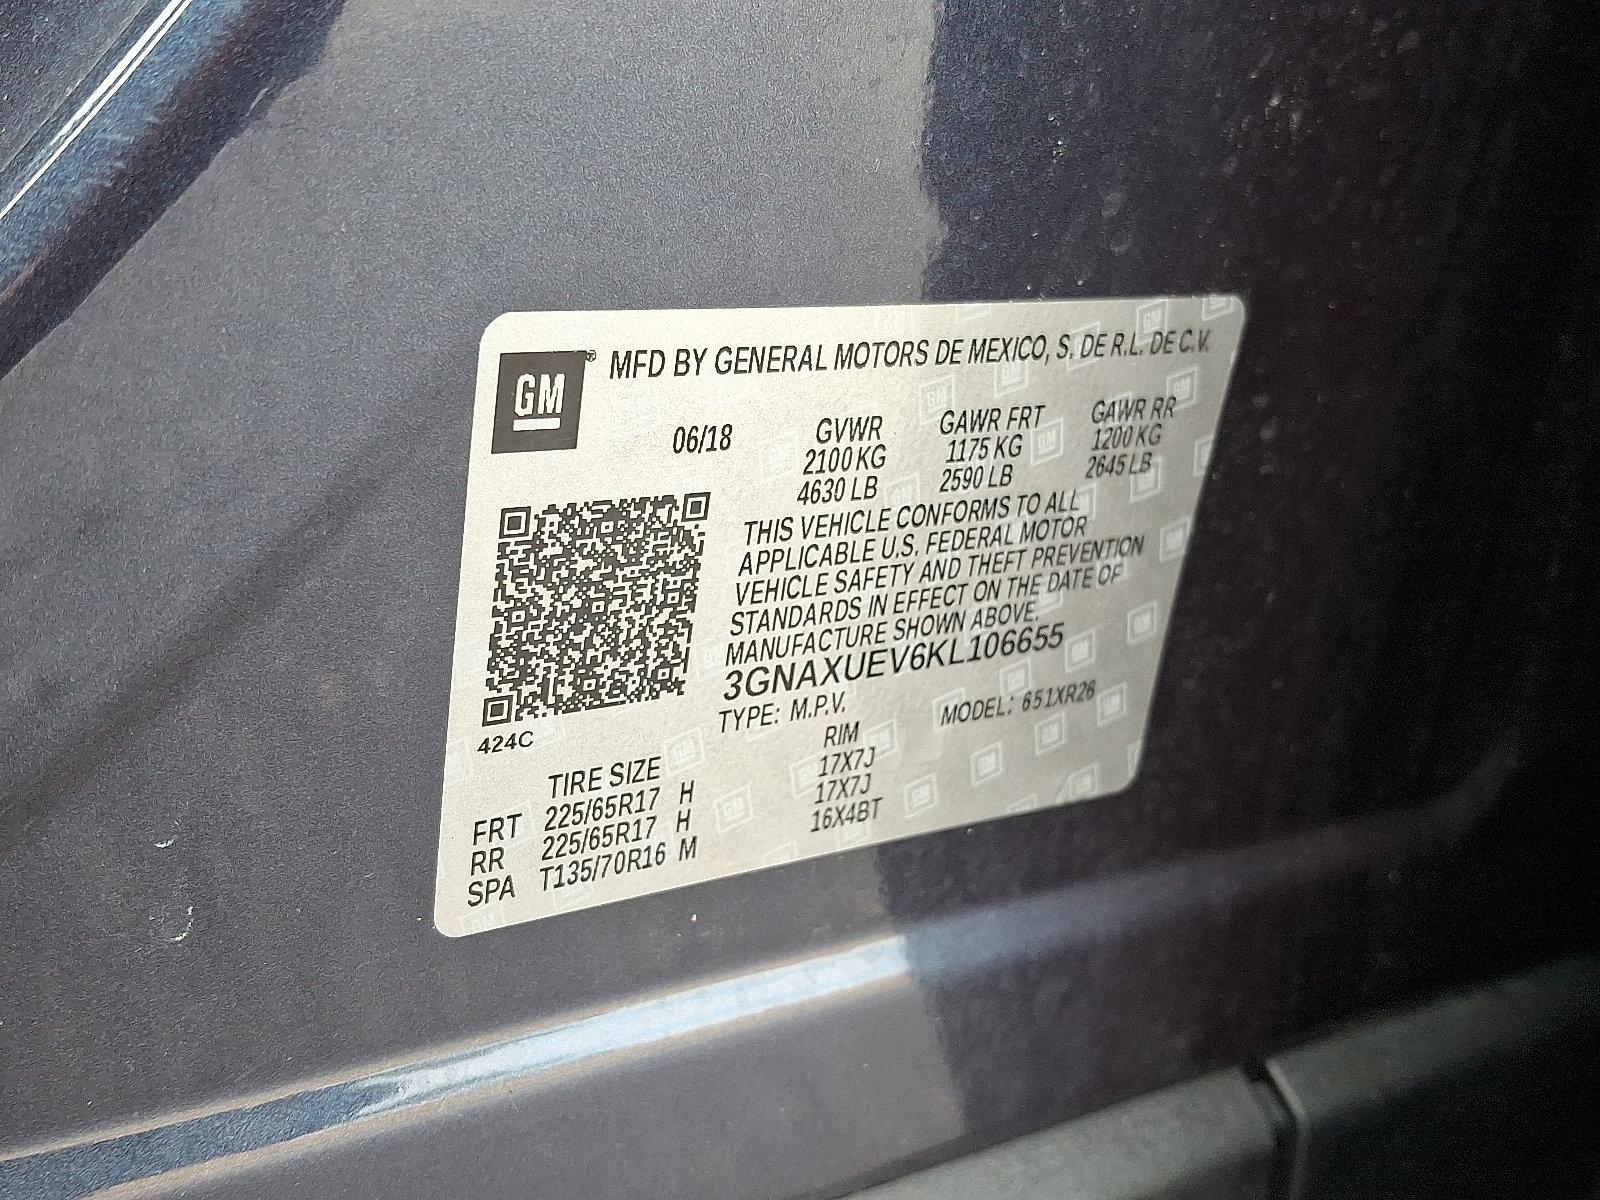 GM ® MFD BY GENERAL MOTORS DE MEXICO, S. DE R.L. DE C.V.
06/18 GVWR GAWR FRT GAWR RR
2100 KG 1175 KG 1200 KG
4630 LB 2590 LB 2645 LB
THIS VEHICLE CONFORMS TO ALL
APPLICABLE U.S. FEDERAL MOTOR
VEHICLE SAFETY AND THEFT PREVENTION
STANDARDS IN EFFECT ON THE DATE OF
MANUFACTURE SHOWN ABOVE.
3GNAXUEV6KL106655
TYPE: M.P.V. MODEL: 651XR26
424C
TIRE SIZE RIM
FRT 225/65R17 H 17X7J
RR 225/65R17 H 17X7J
SPA T135/70R16 M 16X4BT